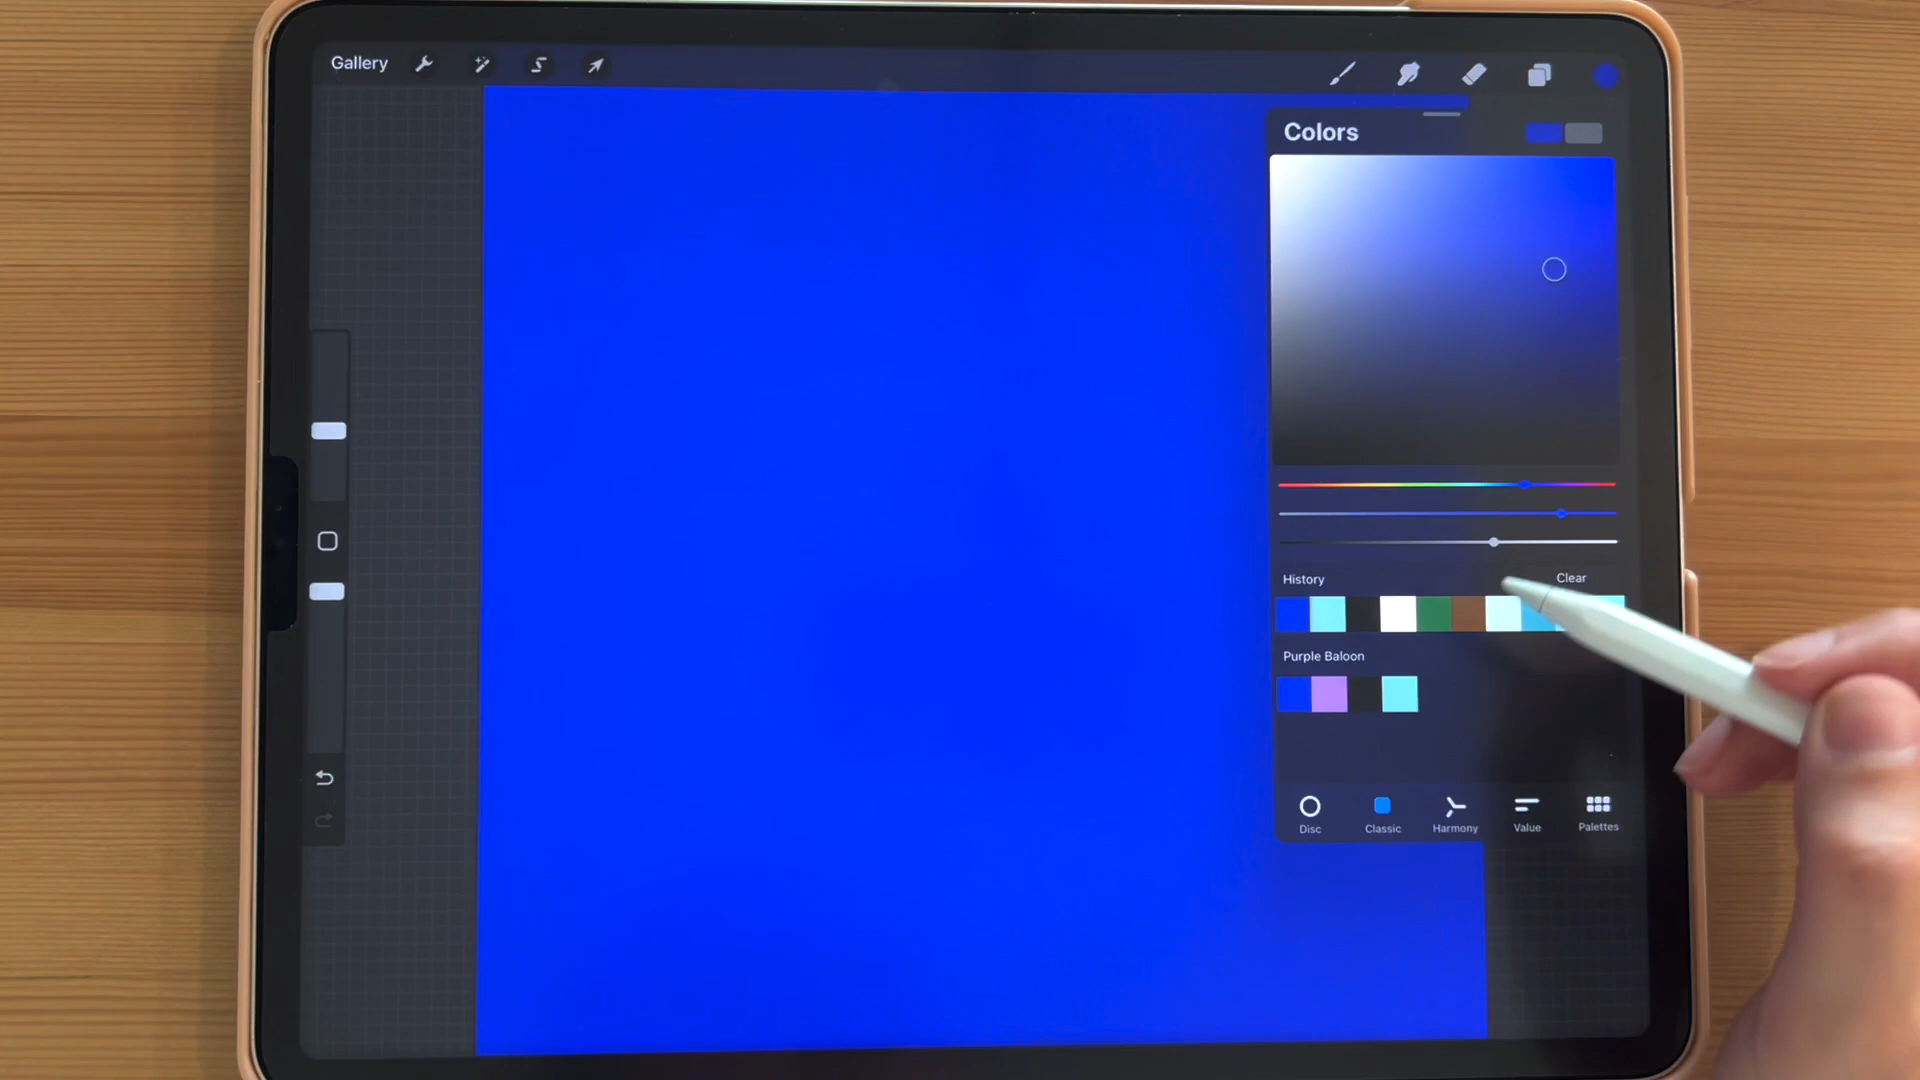 Gallery
Colors
History
Clear
Purple Baloon
Disc
Classic
Harmony
Value
Palettes